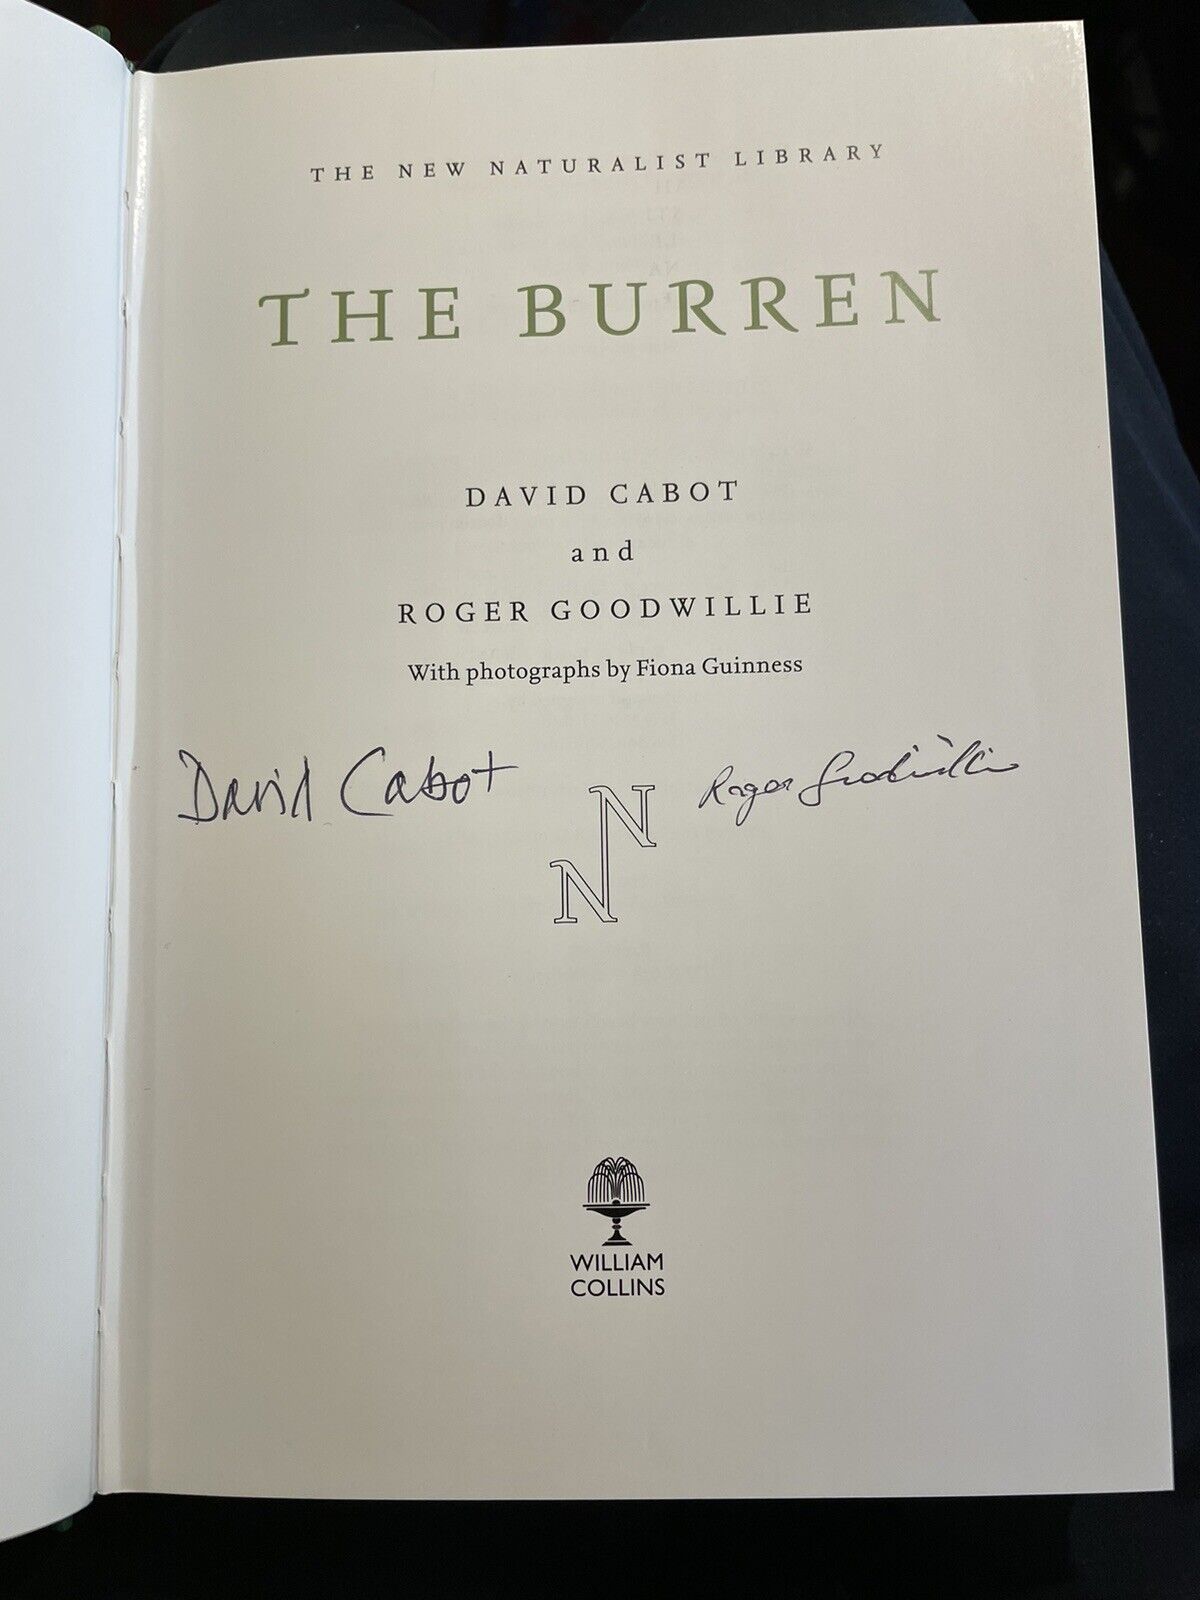 THE NEW NATURALIST LIBRARY
THE BURREN
DAVID CABOT
and
ROGER GOODWILLIE
With photographs by Fiona Guinness
David Cabot
Roger Goodwillie
NN
WILLIAM
COLLINS